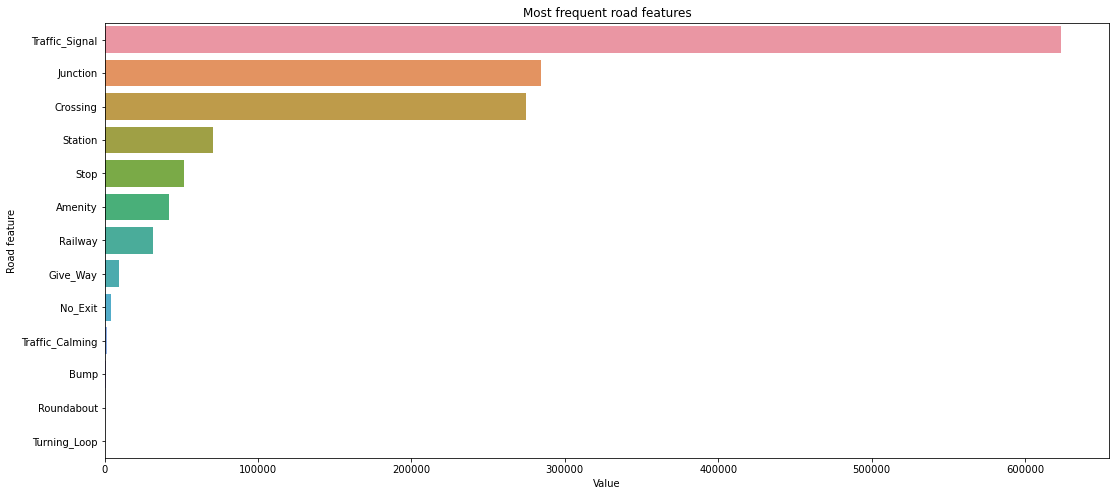 Most frequent road features
Road feature
Traffic_Signal
Junction
Crossing
Station
Stop
Amenity
Railway
Give_Way
No_Exit
Traffic_Calming
Bump
Roundabout
Turning_Loop
0 100000 200000 300000 400000 500000 600000
Value